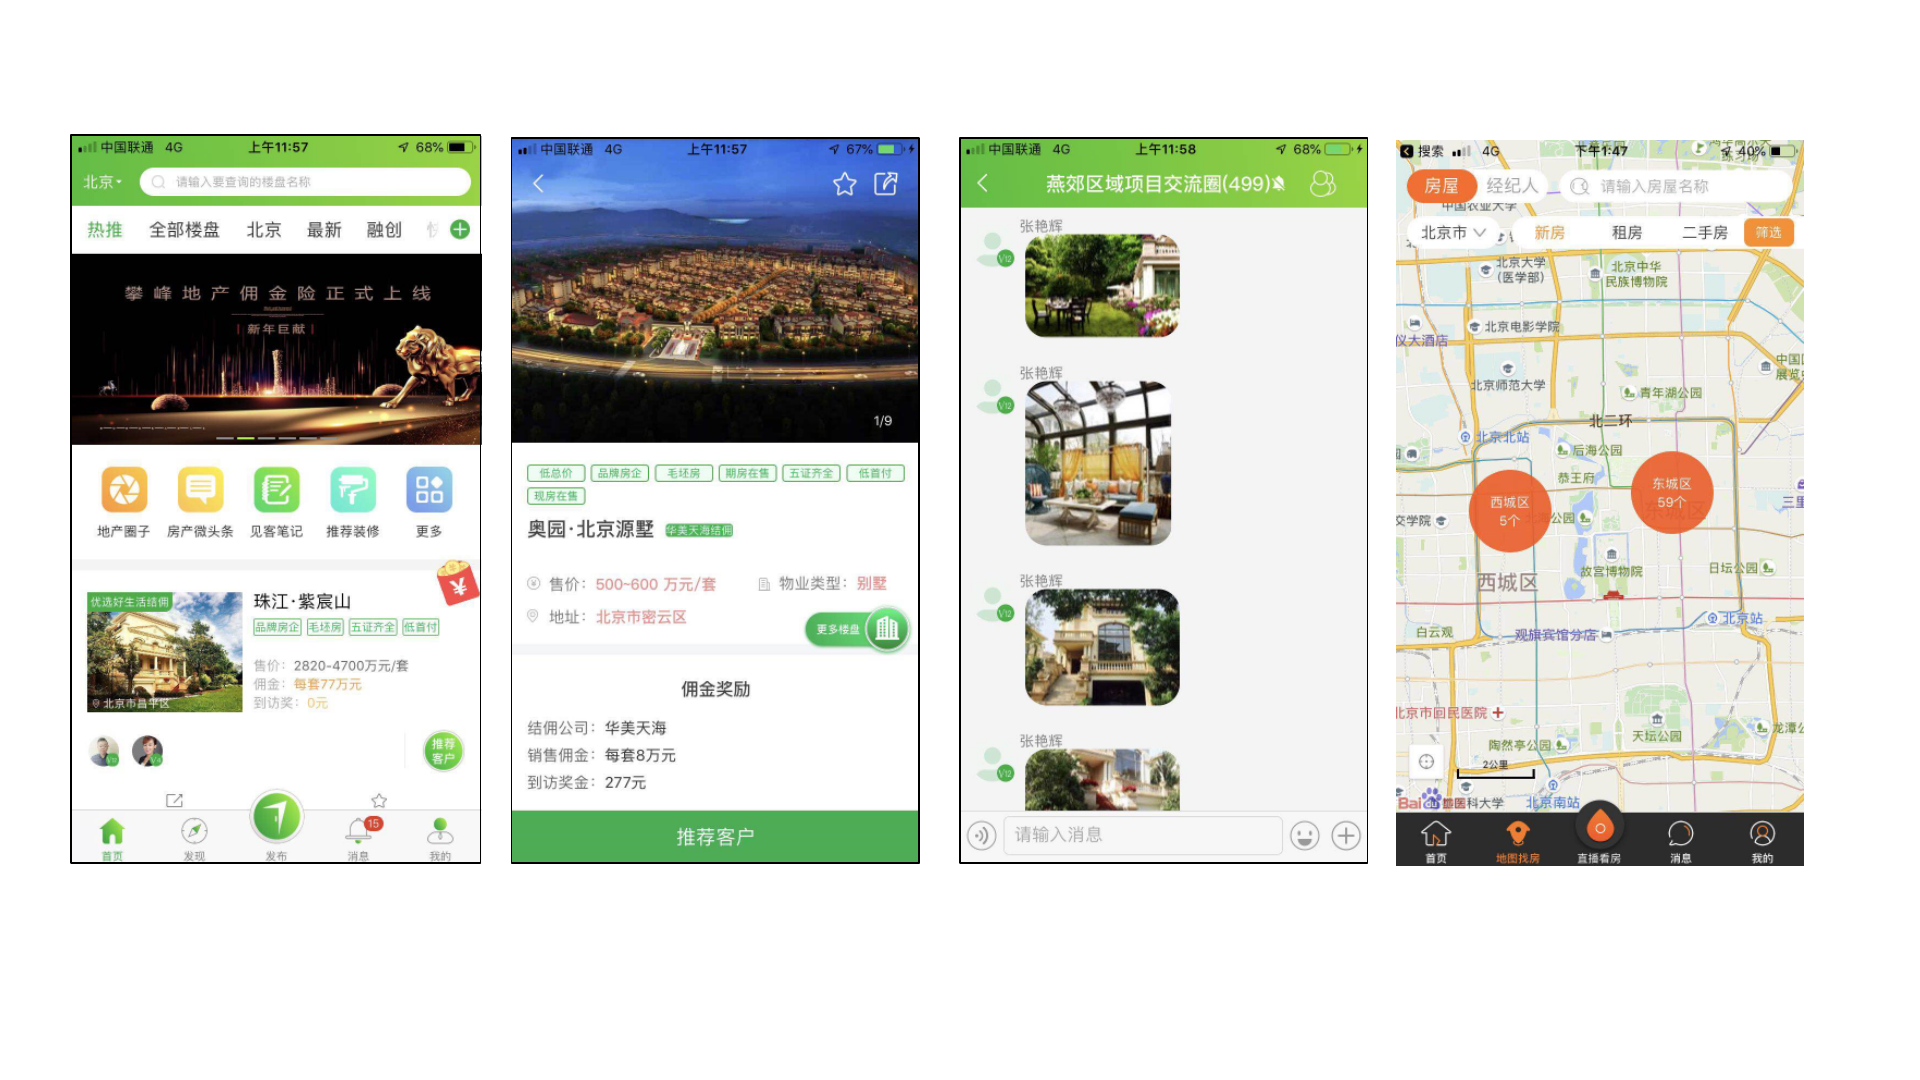 中国联通 4G 上午11:57 68%
北京
请输入要查询的楼盘名称
热推 全部楼盘 北京 最新 融创
攀峰地产佣金险正式上线
新年巨献
地产圈子 房产微头条 见客笔记 推荐装修 更多
优选好生活结佣
北京市昌平区
珠江·紫宸山
品牌房企 毛坯房 五证齐全 低首付
售价: 2820-4700万元/套
佣金: 每套77万元
到访奖: 0元
推荐
客户
首页 发现 发布 消息 我的
15
中国联通 4G 上午11:57 67%
1/9
低总价 品牌房企 毛坯房 期房在售 五证齐全 低首付
现房在售
奥园·北京源墅 华美天海结佣
售价: 500~600 万元/套 物业类型: 别墅
地址: 北京市密云区
更多楼盘
佣金奖励
结佣公司: 华美天海
销售佣金: 每套8万元
到访奖金: 277元
推荐客户
中国联通 4G 上午11:58 68%
燕郊区域项目交流圈(499)
张艳辉
V12
张艳辉
V12
张艳辉
V12
张艳辉
V12
请输入消息
搜索 4G 下午1:47 40%
房屋 经纪人 请输入房屋名称
中国农业大学
北京市 新房 租房 二手房 筛选
北京大学
(医学部)
北京中华
民族博物院
北京电影学院
仪大酒店
北京师范大学
中国
展览
青年湖公园
北二环
北京北站
后海公园
恭王府
西城区
5个
东城区
59个
三里
交学院
公园
故宫博物院
日坛公园
西城区
北京站
白云观
观旗宾馆分店
北京市回民医院
陶然亭公园
天坛公园
龙潭公
2公里
Bai
医科大学
北京南站
首页 地图找房 直播看房 消息 我的